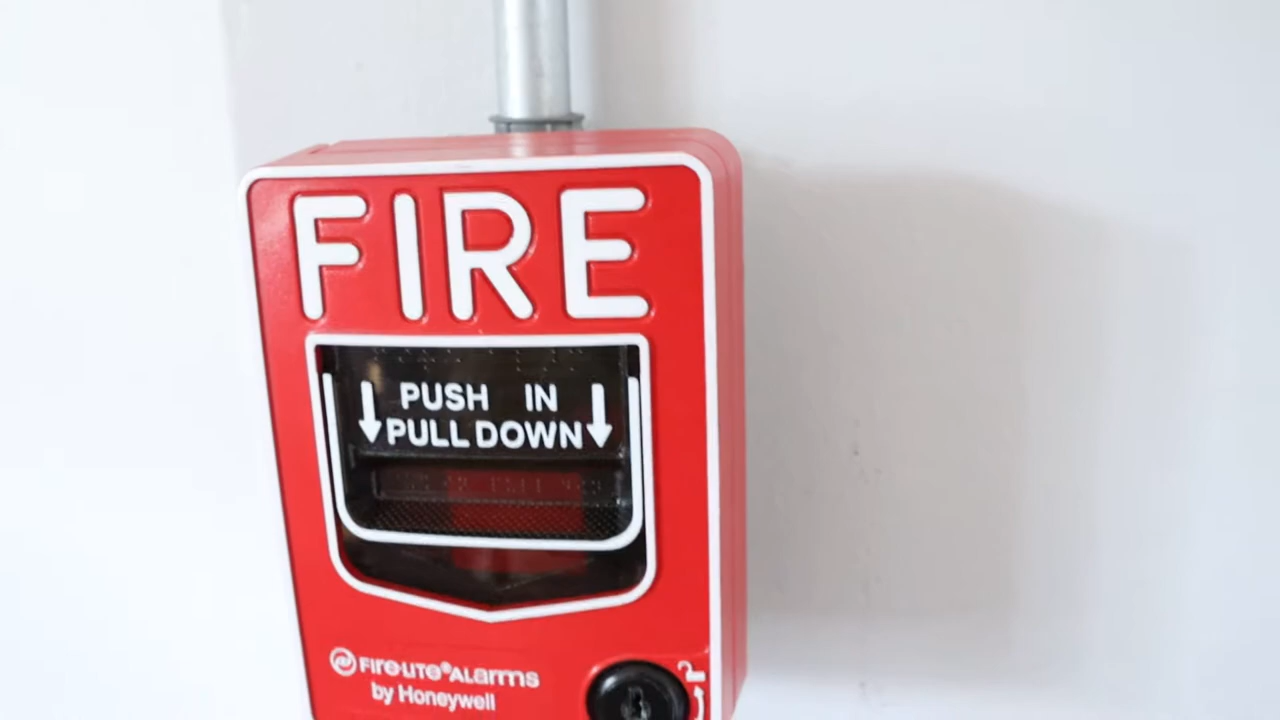 FIRE
PUSH IN
PULL DOWN
FIRE-LITE® ALARMS
by Honeywell